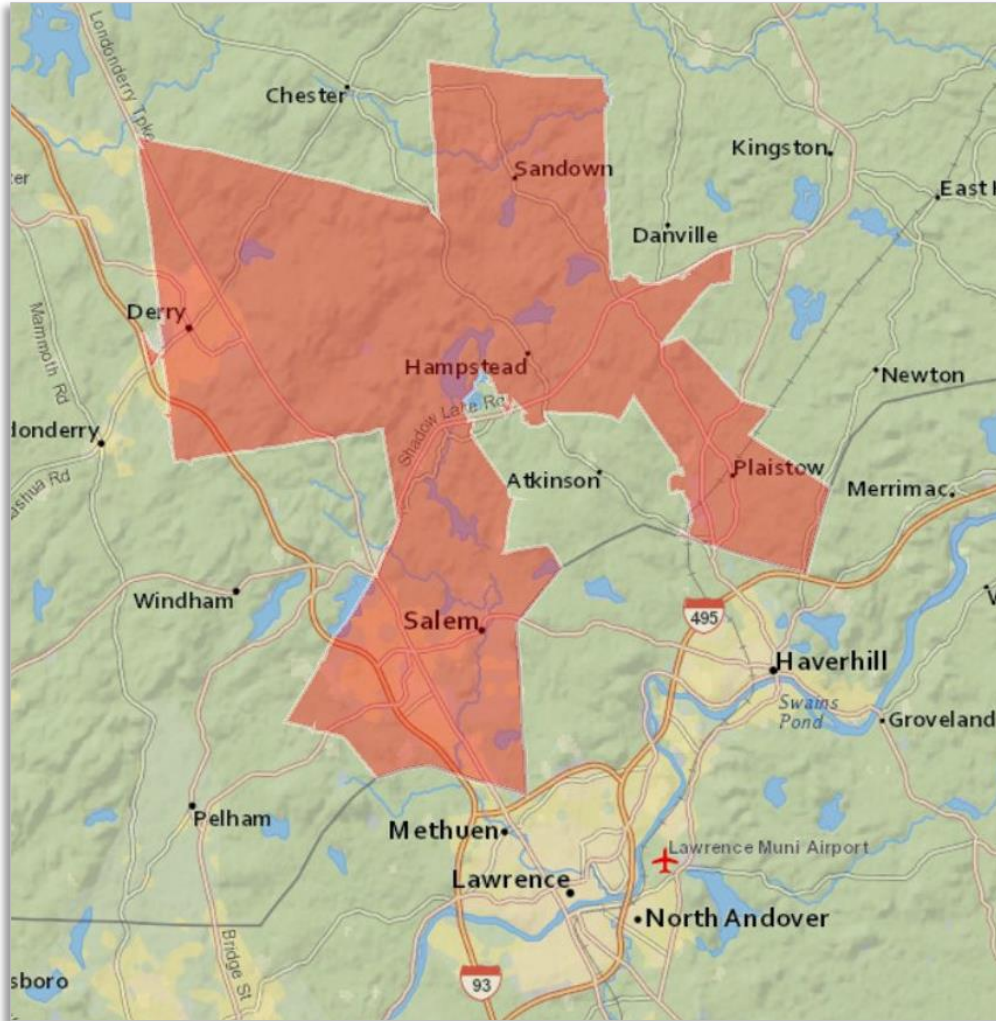 Londonderry Tpke
Chester
Sandown
Kingston
ter
East H
Danville
Derry
Mammoth Rd
Hampstead
Newton
Shadow Lake Rd
donderry
Atkinson
Plaistow
Merrimac
ashua Rd
Windham
Salem
495
Haverhill
Swains
Pond
Groveland
Pelham
Methuen
Lawrence Muni Airport
Lawrence
North Andover
Bridge St
sboro
93